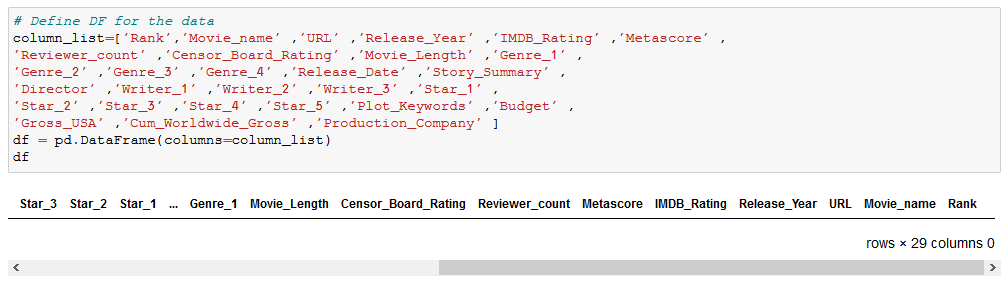 # Define DF for the data
column_list=['Rank','Movie_name' ,'URL' ,'Release_Year' ,'IMDB_Rating' ,'Metascore' ,
'Reviewer_count' ,'Censor_Board_Rating' ,'Movie_Length' ,'Genre_1' ,
'Genre_2' ,'Genre_3' ,'Genre_4' ,'Release_Date' ,'Story_Summary' ,
'Director' ,'Writer_1' ,'Writer_2' ,'Writer_3' ,'Star_1' ,
'Star_2' ,'Star_3' ,'Star_4' ,'Star_5' ,'Plot_Keywords' ,'Budget' ,
'Gross_USA' ,'Cum_Worldwide_Gross' ,'Production_Company' ]
df = pd.DataFrame(columns=column_list)
df
Star_3 Star_2 Star_1 ... Genre_1 Movie_Length Censor_Board_Rating Reviewer_count Metascore IMDB_Rating Release_Year URL Movie_name Rank
rows × 29 columns 0